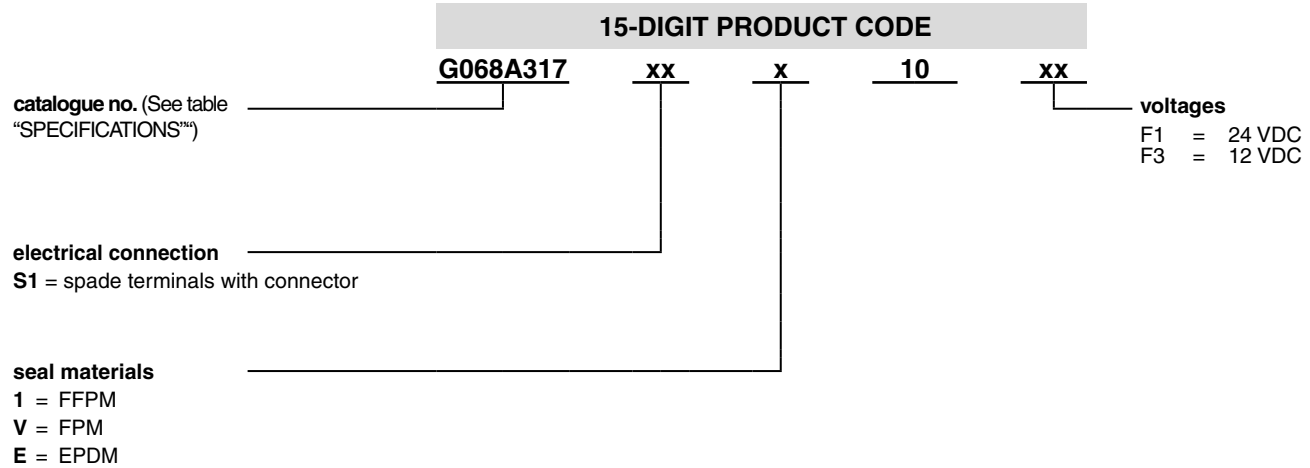 15-DIGIT PRODUCT CODE
G068A317 xx x 10 xx
catalogue no. (See table
“SPECIFICATIONS”“)
voltages
F1 = 24 VDC
F3 = 12 VDC
electrical connection
S1 = spade terminals with connector
seal materials
1 = FFPM
V = FPM
E = EPDM